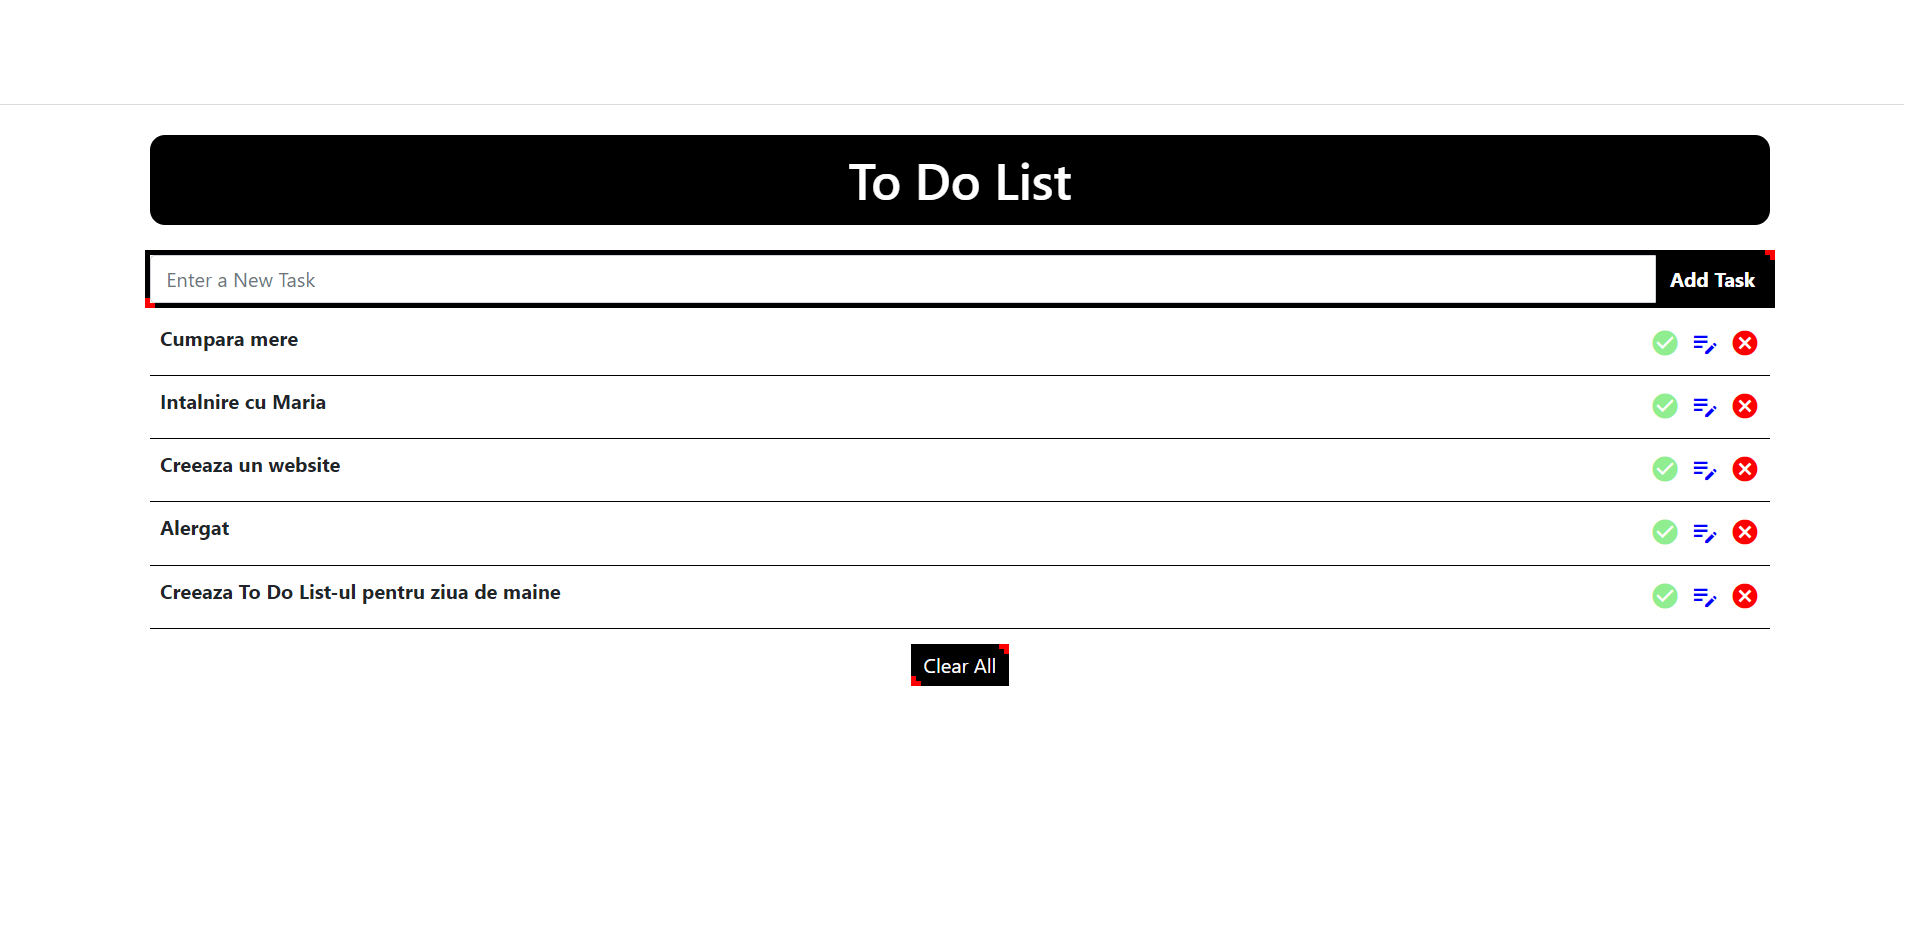 To Do List
Enter a New Task
Add Task
Cumpara mere
Intalnire cu Maria
Creeaza un website
Alergat
Creeaza To Do List-ul pentru ziua de maine
Clear All